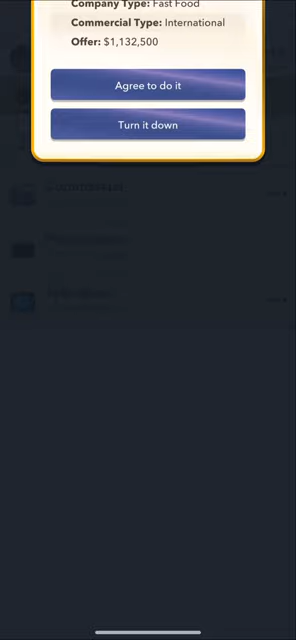 Company Type: Fast Food
Commercial Type: International
Offer: $1,132,500
Agree to do it
Turn it down